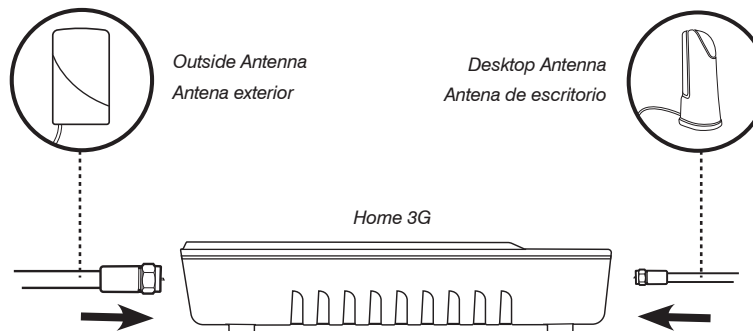 Outside Antenna
Antena exterior
Desktop Antenna
Antena de escritorio
Home 3G